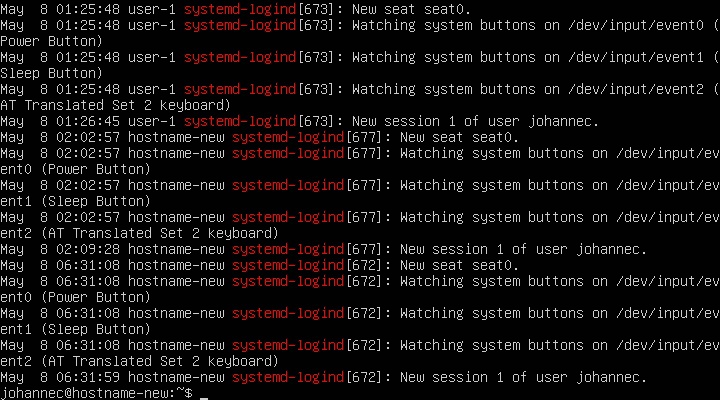 May  8 01:25:48 user-1 systemd-logind[673]: New seat seat0.
May  8 01:25:48 user-1 systemd-logind[673]: Watching system buttons on /dev/input/event0 (
Power Button)
May  8 01:25:48 user-1 systemd-logind[673]: Watching system buttons on /dev/input/event1 (
Sleep Button)
May  8 01:25:48 user-1 systemd-logind[673]: Watching system buttons on /dev/input/event2 (
AT Translated Set 2 keyboard)
May  8 01:26:45 user-1 systemd-logind[673]: New session 1 of user johannec.
May  8 02:02:57 hostname-new systemd-logind[677]: New seat seat0.
May  8 02:02:57 hostname-new systemd-logind[677]: Watching system buttons on /dev/input/ev
ent0 (Power Button)
May  8 02:02:57 hostname-new systemd-logind[677]: Watching system buttons on /dev/input/ev
ent1 (Sleep Button)
May  8 02:02:57 hostname-new systemd-logind[677]: Watching system buttons on /dev/input/ev
ent2 (AT Translated Set 2 keyboard)
May  8 02:09:28 hostname-new systemd-logind[677]: New session 1 of user johannec.
May  8 06:31:08 hostname-new systemd-logind[672]: New seat seat0.
May  8 06:31:08 hostname-new systemd-logind[672]: Watching system buttons on /dev/input/ev
ent0 (Power Button)
May  8 06:31:08 hostname-new systemd-logind[672]: Watching system buttons on /dev/input/ev
ent1 (Sleep Button)
May  8 06:31:08 hostname-new systemd-logind[672]: Watching system buttons on /dev/input/ev
ent2 (AT Translated Set 2 keyboard)
May  8 06:31:59 hostname-new systemd-logind[672]: New session 1 of user johannec.
johannec@hostname-new:~$ _